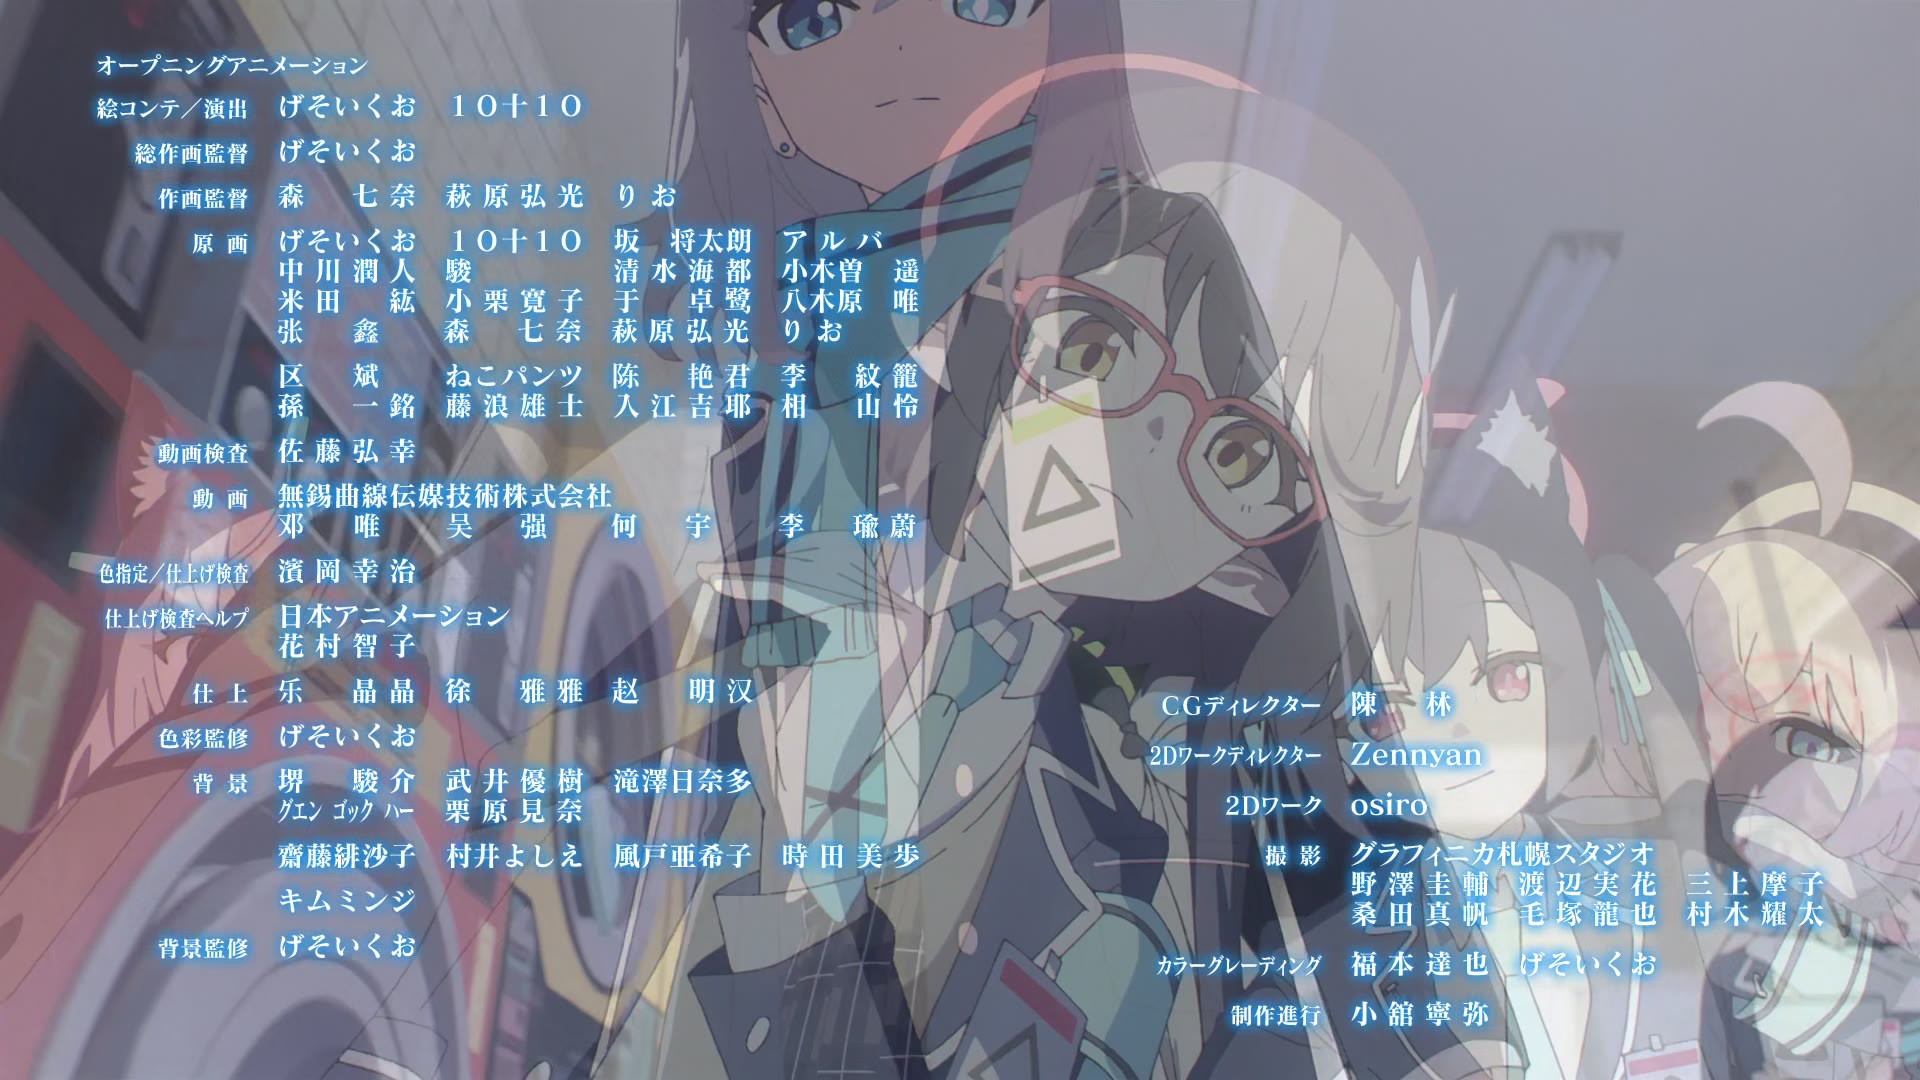 オープニングアニメーション
絵コンテ／演出 げそいくお 10十10
総作画監督 げそいくお
作画監督 森 七奈 萩原弘光 りお
原画 げそいくお 10十10 坂 将太朗 アルバ
中川潤人 駿 清水海都 小木曽 遥
米田 紘 小栗寛子 于 卓鹭 八木原 唯
张 鑫 森 七奈 萩原弘光 りお
区 斌 ねこパンツ 陈 艳君 李 紋籠
孫 一銘 藤浪雄士 入江吉耶 相 山怜
動画検査 佐藤弘幸
動画 無錫曲線伝媒技術株式会社
邓 唯 吴 强 何 宇 李 瑜蔚
色指定／仕上げ検査 濱岡幸治
仕上げ検査ヘルプ 日本アニメーション
花村智子
仕上 乐 晶晶 徐 雅雅 赵 明汉
色彩監修 げそいくお
背景 堺 駿介 武井優樹 滝澤日奈多
グエン ゴック ハー 栗原見奈
齋藤緋沙子 村井よしえ 風戸亜希子 時田美歩
キムミンジ
背景監修 げそいくお
CGディレクター 陳 林
2Dワークディレクター Zennyan
2Dワーク osiro
撮影 グラフィニカ札幌スタジオ
野澤圭輔 渡辺実花 三上摩子
桑田真帆 毛塚龍也 村木耀太
カラーグレーディング 福本達也 げそいくお
制作進行 小舘寧弥